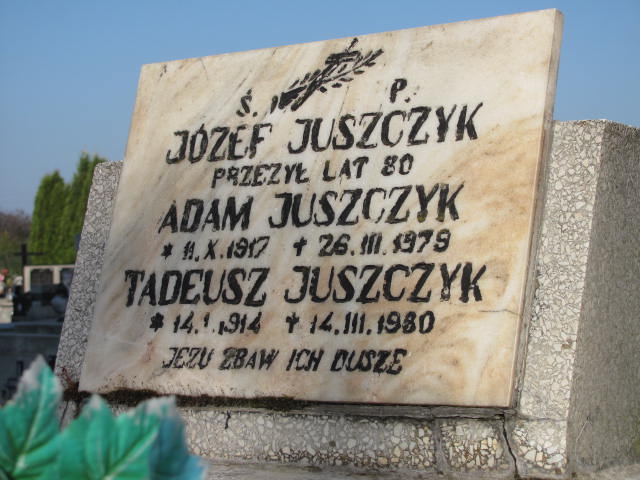 Ś. P.
JÓZEF JUSZCZYK
PRZEŻYŁ LAT 80
ADAM JUSZCZYK
* 11.X.1917 + 26.III.1979
TADEUSZ JUSZCZYK
* 14.I.1914 + 14.III.1980
JEZU ZBAW ICH DUSZE